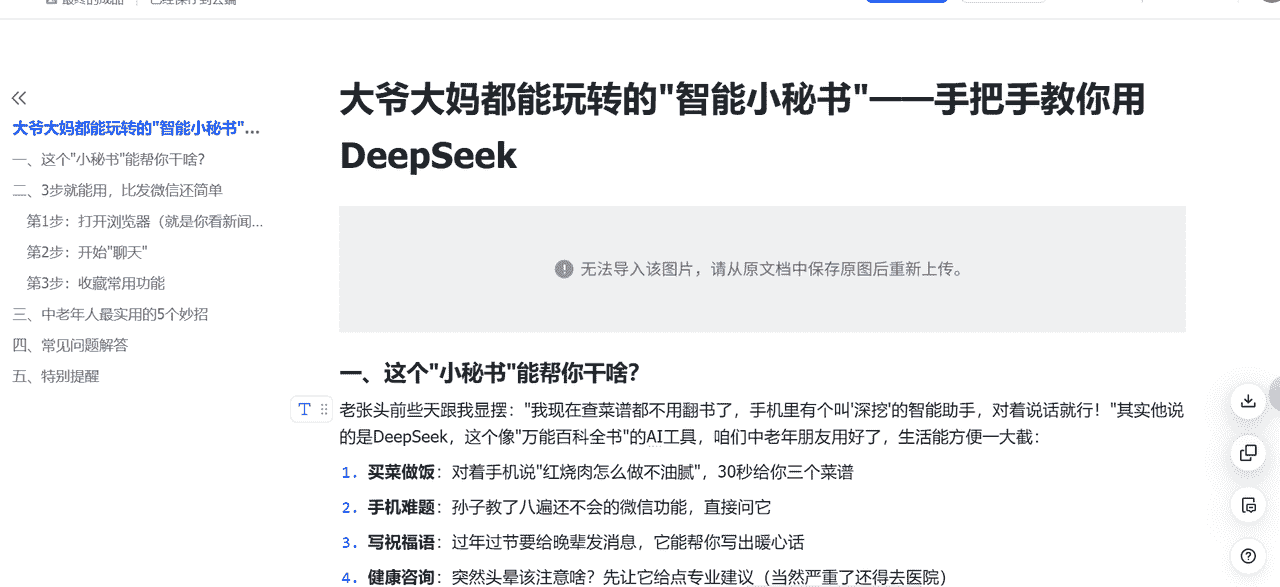 大爷大妈都能玩转的"智能小秘书"——手把手教你用
DeepSeek
大爷大妈都能玩转的"智能小秘书"...
一、这个"小秘书"能帮你干啥?
二、3步就能用，比发微信还简单
第1步：打开浏览器（就是你看新闻...
第2步：开始"聊天"
第3步：收藏常用功能
三、中老年人最实用的5个妙招
四、常见问题解答
五、特别提醒
无法导入该图片，请从原文档中保存原图后重新上传。
一、这个"小秘书"能帮你干啥?
老张头前些天跟我显摆："我现在查菜谱都不用翻书了，手机里有个叫'深挖'的智能助手，对着说话就行！"其实他说
的是DeepSeek，这个像"万能百科全书"的AI工具，咱们中老年朋友用好了，生活能方便一大截：
1. 买菜做饭：对着手机说"红烧肉怎么做不油腻"，30秒给你三个菜谱
2. 手机难题：孙子教了八遍还不会的微信功能，直接问它
3. 写祝福语：过年过节要给晚辈发消息，它能帮你写出暖心话
4. 健康咨询：突然头晕该注意啥？先让它给点专业建议（当然严重了还得去医院）